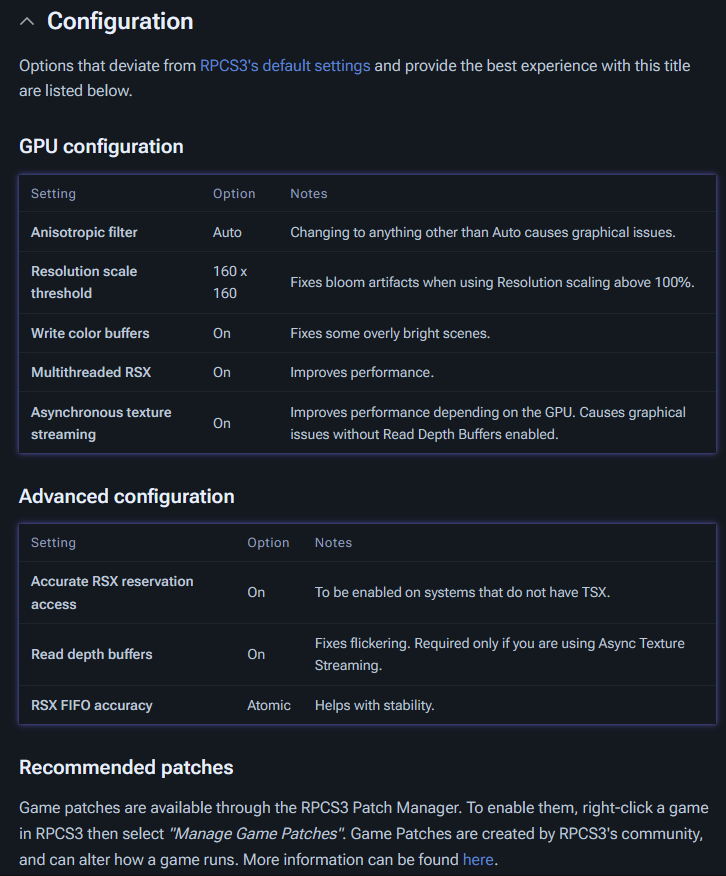 Configuration
Options that deviate from RPCS3's default settings and provide the best experience with this title
are listed below.
GPU configuration
Setting Option Notes
Anisotropic filter Auto Changing to anything other than Auto causes graphical issues.
Resolution scale threshold 160 x 160 Fixes bloom artifacts when using Resolution scaling above 100%.
Write color buffers On Fixes some overly bright scenes.
Multithreaded RSX On Improves performance.
Asynchronous texture streaming On Improves performance depending on the GPU. Causes graphical issues without Read Depth Buffers enabled.
Advanced configuration
Setting Option Notes
Accurate RSX reservation access On To be enabled on systems that do not have TSX.
Read depth buffers On Fixes flickering. Required only if you are using Async Texture Streaming.
RSX FIFO accuracy Atomic Helps with stability.
Recommended patches
Game patches are available through the RPCS3 Patch Manager. To enable them, right-click a game
in RPCS3 then select "Manage Game Patches". Game Patches are created by RPCS3's community,
and can alter how a game runs. More information can be found here.